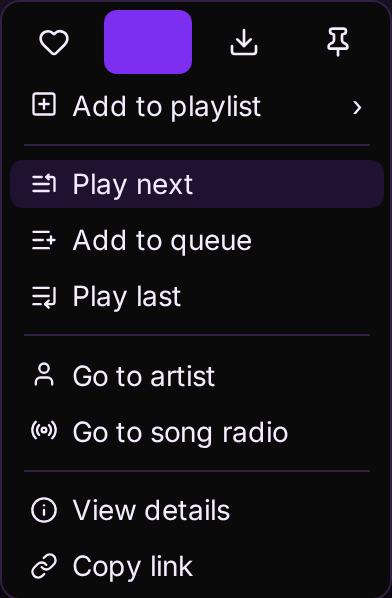 Add to playlist
Play next
Add to queue
Play last
Go to artist
Go to song radio
View details
Copy link